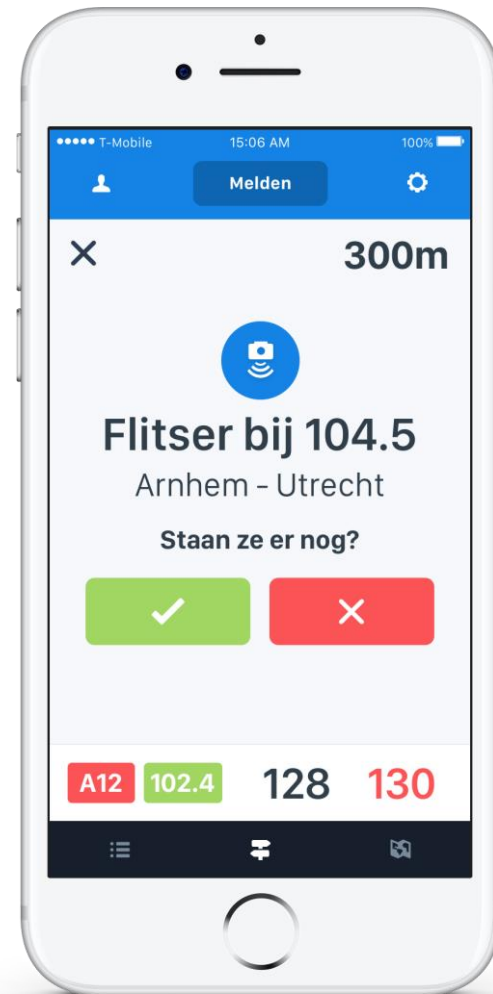 T-Mobile 15:06 AM 100%
Melden
300m
Flitser bij 104.5
Arnhem - Utrecht
Staan ze er nog?
A12 102.4 128 130